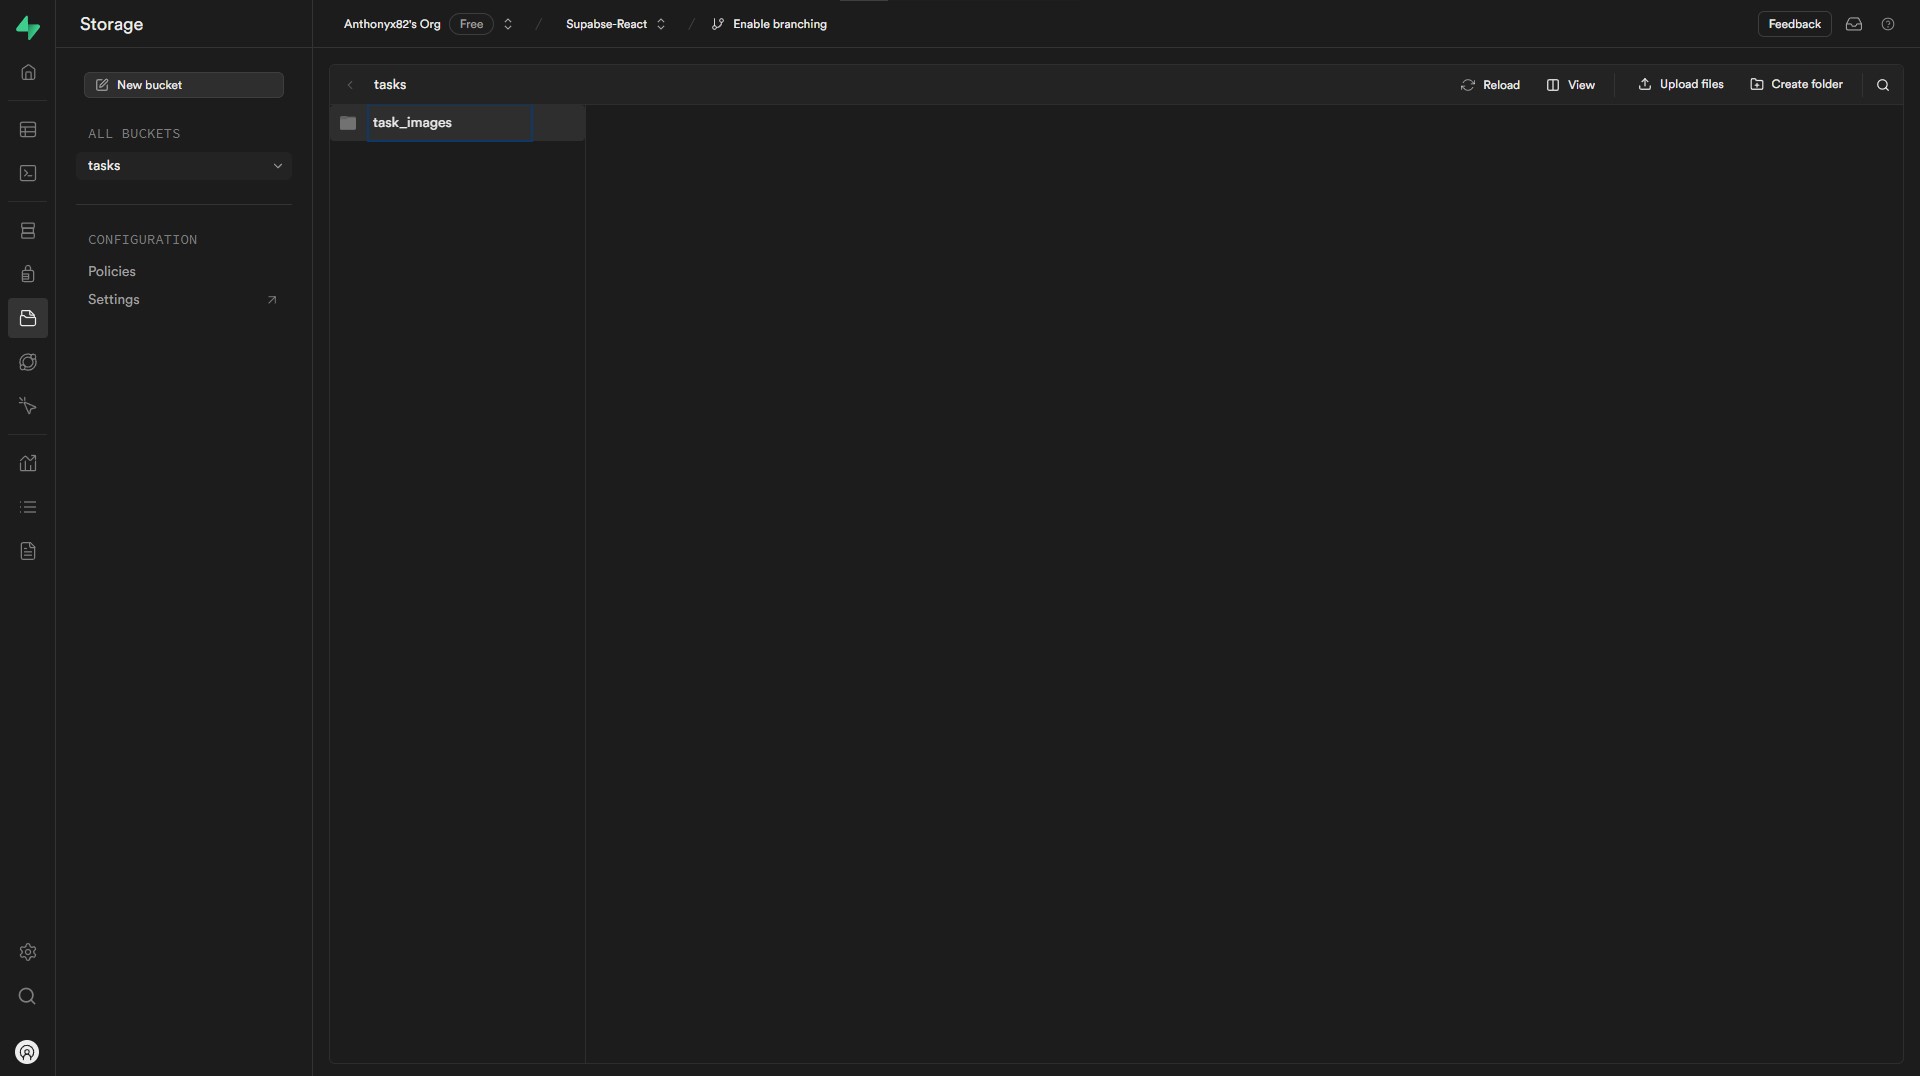 Storage
Anthonyx82's Org Free / Supabse-React / Enable branching
Feedback
New bucket
ALL BUCKETS
tasks
CONFIGURATION
Policies
Settings
tasks
Reload View Upload files Create folder
task_images